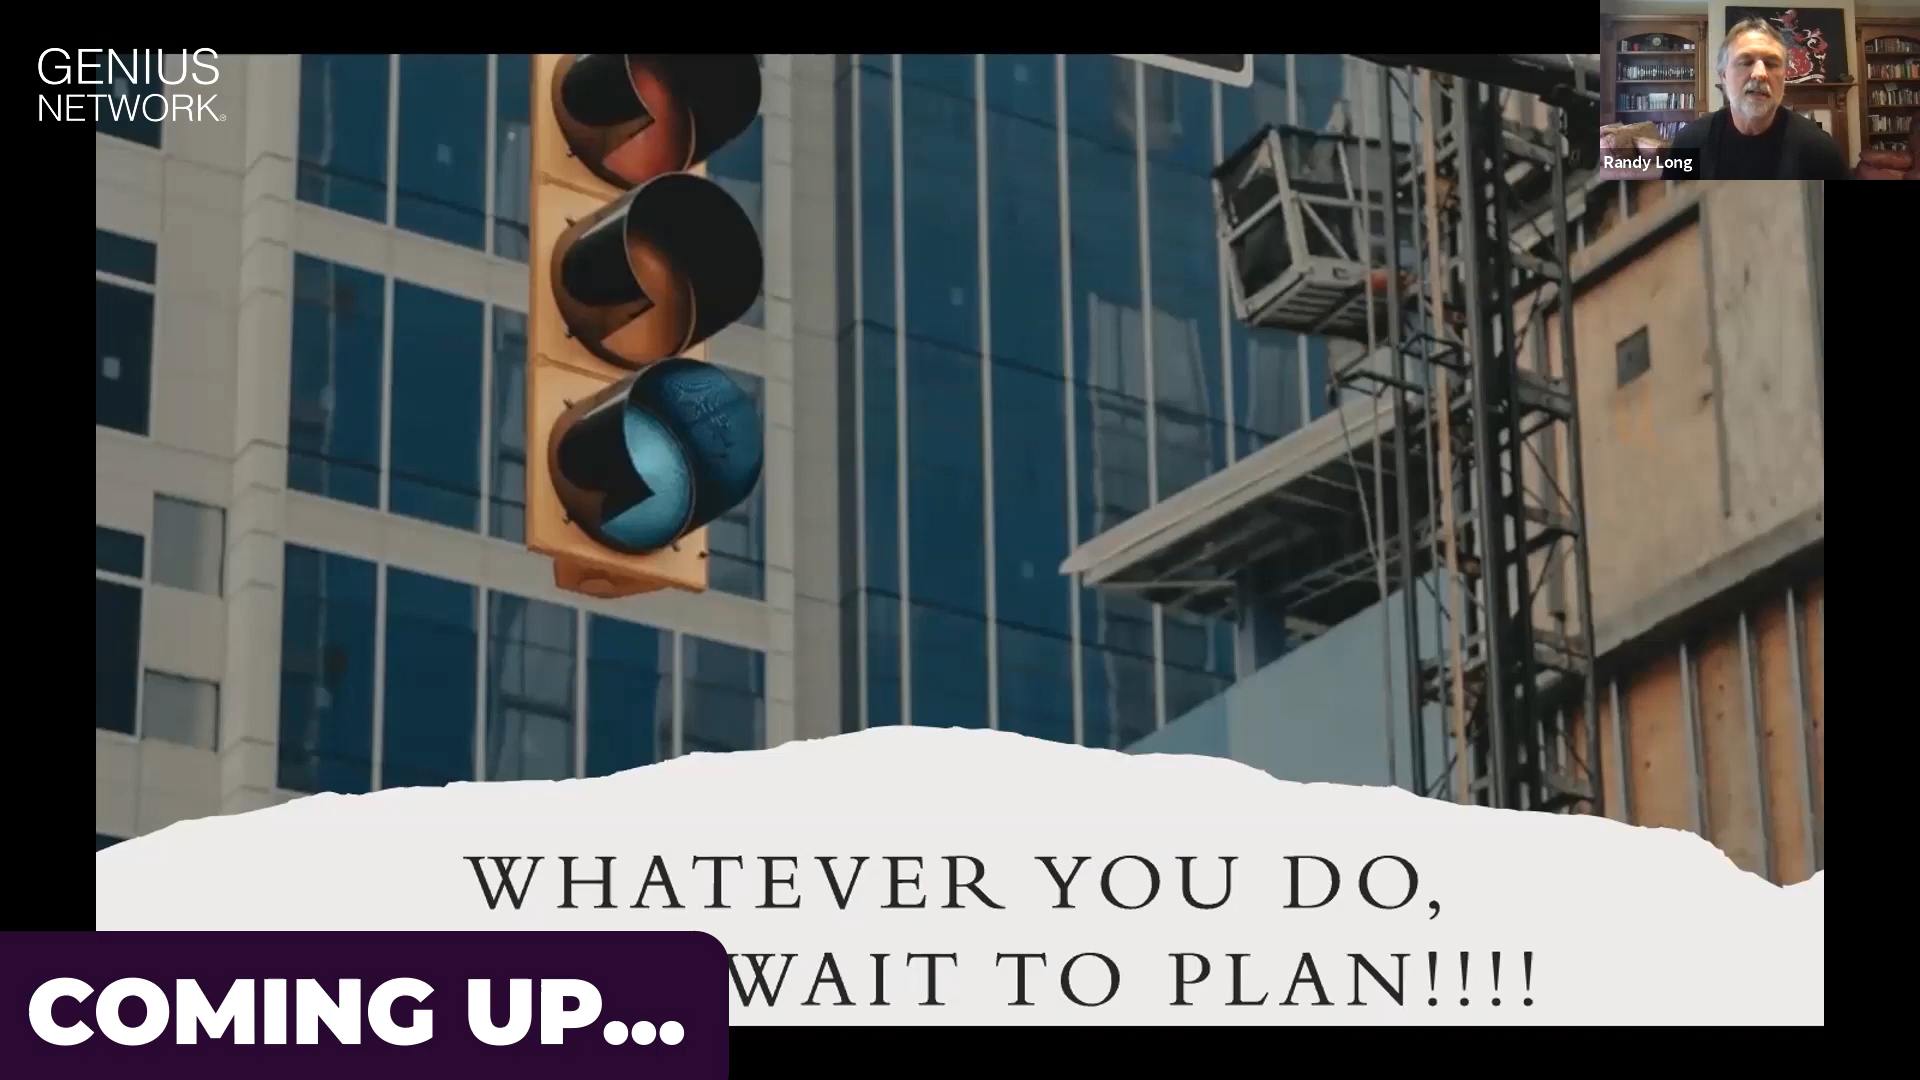 GENIUS
NETWORK®
Randy Long
WHATEVER YOU DO,
WAIT TO PLAN!!!!
COMING UP...